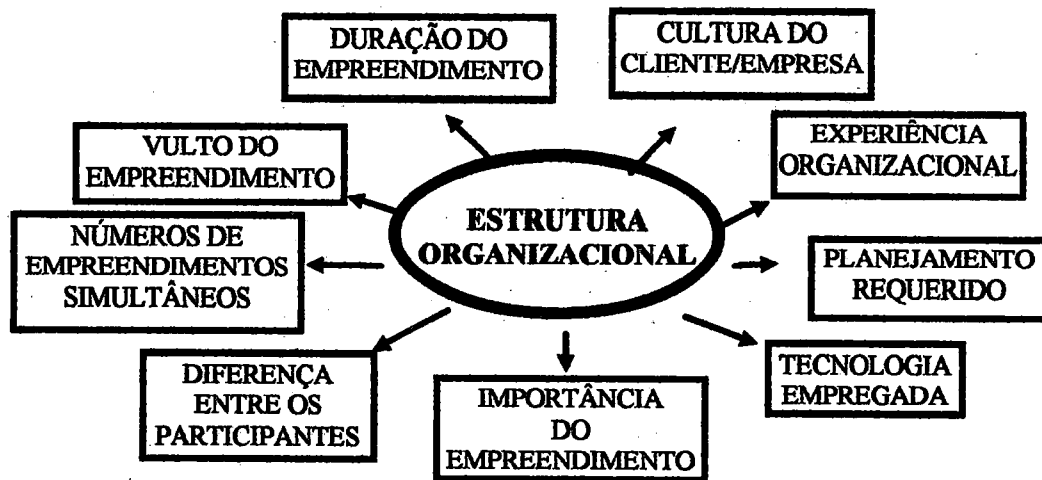 DURAÇÃO DO
EMPREENDIMENTO
CULTURA DO
CLIENTE/EMPRESA
VULTO DO
EMPREENDIMENTO
EXPERIÊNCIA
ORGANIZACIONAL
ESTRUTURA
ORGANIZACIONAL
NÚMEROS DE
EMPREENDIMENTOS
SIMULTÂNEOS
PLANEJAMENTO
REQUERIDO
DIFERENÇA
ENTRE OS
PARTICIPANTES
IMPORTÂNCIA
DO
EMPREENDIMENTO
TECNOLOGIA
EMPREGADA